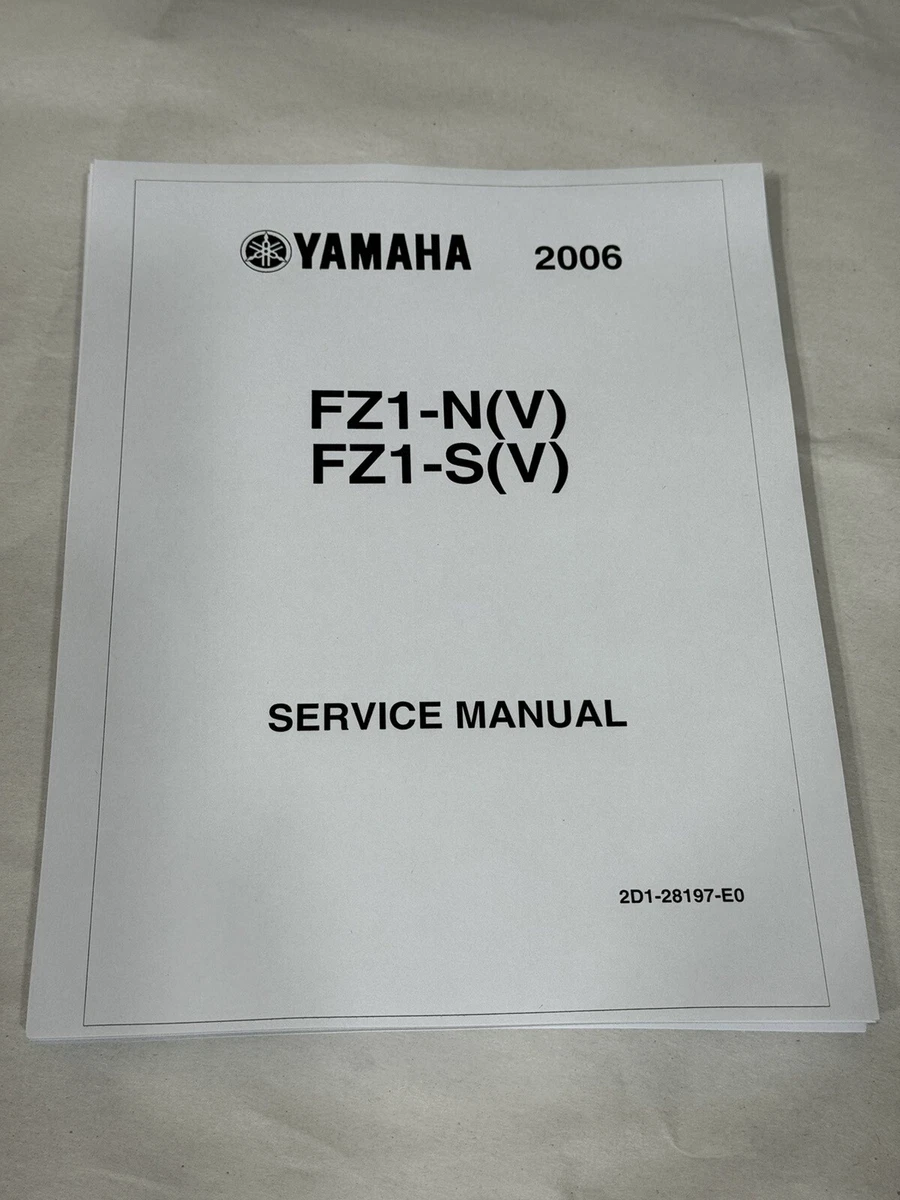 YAMAHA 2006
FZ1-N(V)
FZ1-S(V)
SERVICE MANUAL
2D1-28197-E0